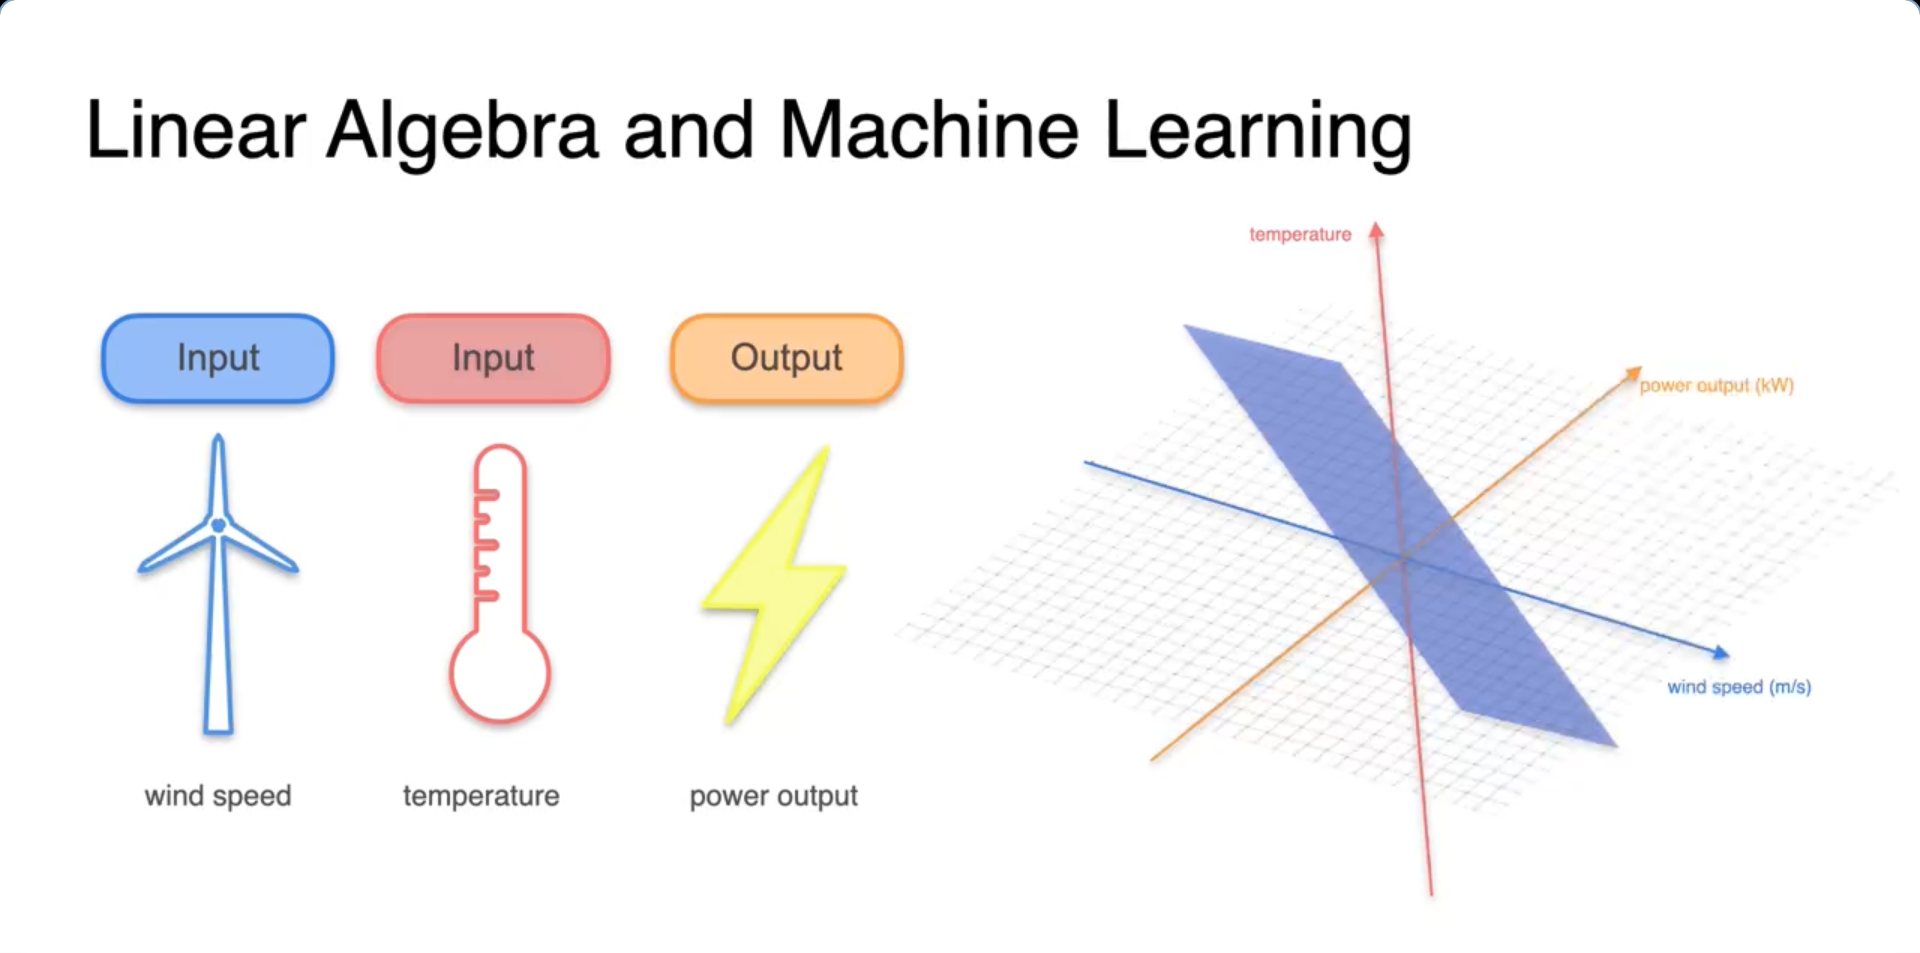 Linear Algebra and Machine Learning
Input
Input
Output
wind speed
temperature
power output
temperature
power output (kW)
wind speed (m/s)